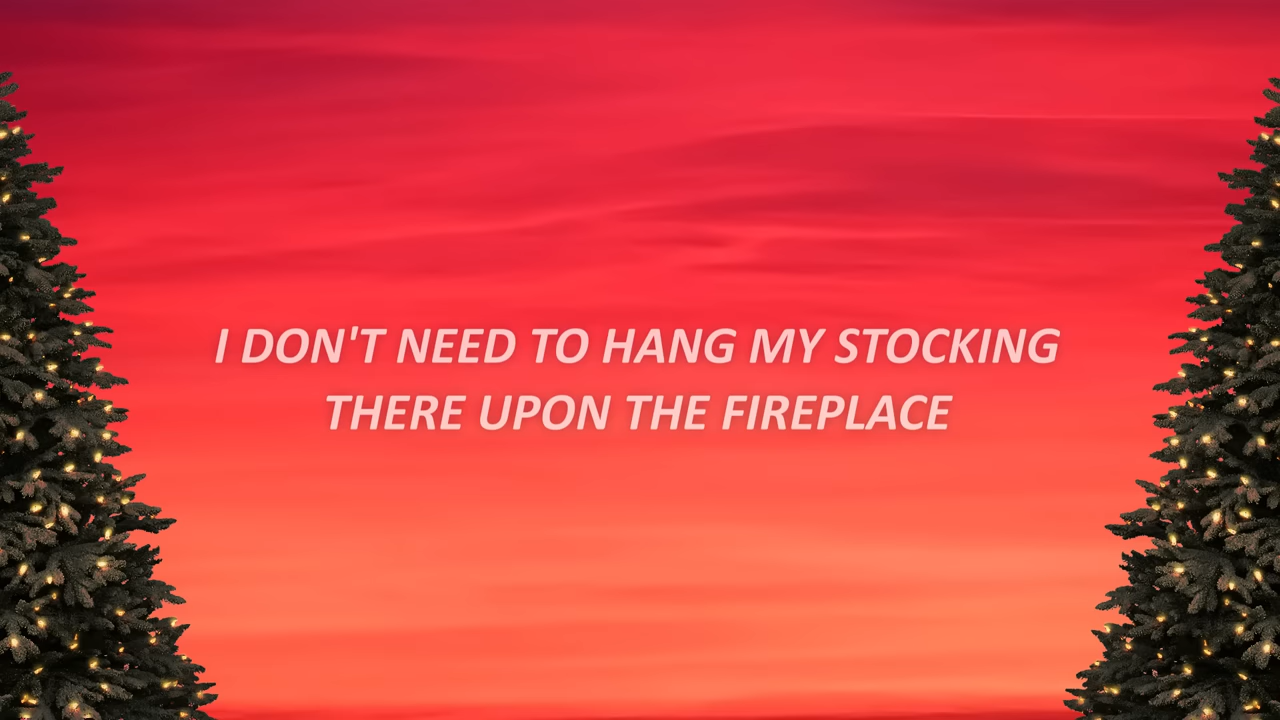 I DON'T NEED TO HANG MY STOCKING
THERE UPON THE FIREPLACE